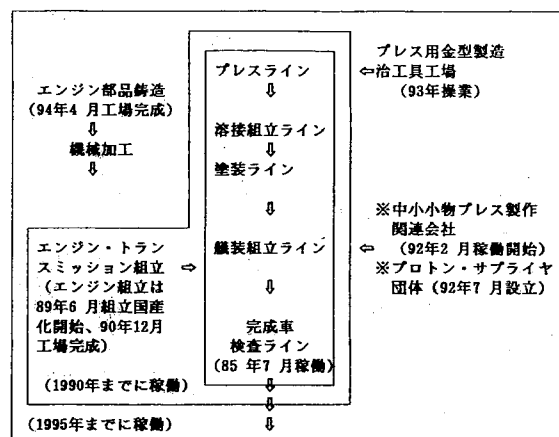 プレス用金型製造
治工具工場
(93年操業)
プレスライン
⇦
エンジン部品鋳造
(94年4 月工場完成)
⇩
機械加工
⇩
⇩
溶接組立ライン
⇩
塗装ライン
⇩
艤装組立ライン
⇩
完成車
検査ライン
(85 年7 月稼働)
⇩
※中小小物プレス製作
関連会社
⇦
(92年2 月稼働開始)
※プロトン・サプライヤ
団体(92年7 月設立)
エンジン・トラン
スミッション組立
⇨
(エンジン組立は
89年6 月組立国産
化開始、90年12月
工場完成)
(1990年までに稼働)
⇩
(1995年までに稼働)
⇩